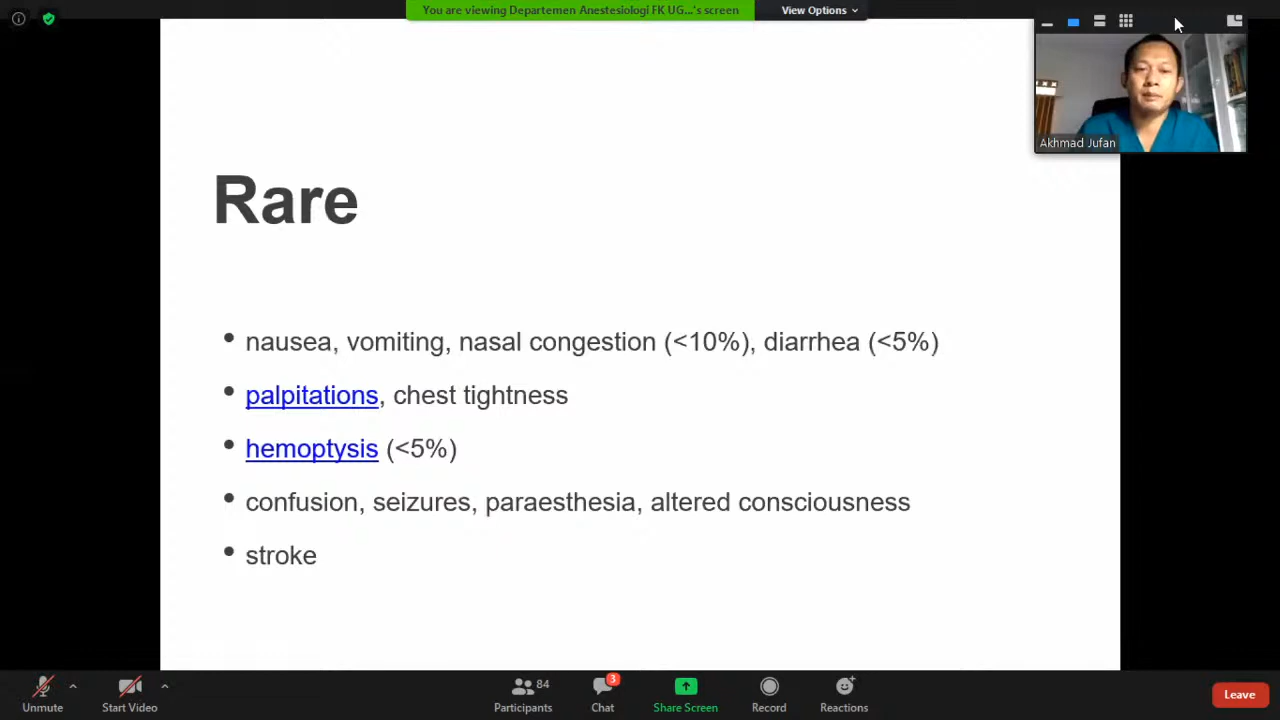 You are viewing Departemen Anestesiologi FK UG...'s screen
View Options
Akhmad Jufan
Rare
• nausea, vomiting, nasal congestion (<10%), diarrhea (<5%)
• palpitations, chest tightness
• hemoptysis (<5%)
• confusion, seizures, paraesthesia, altered consciousness
• stroke
Unmute
Start Video
84
Participants
3
Chat
Share Screen
Record
Reactions
Leave